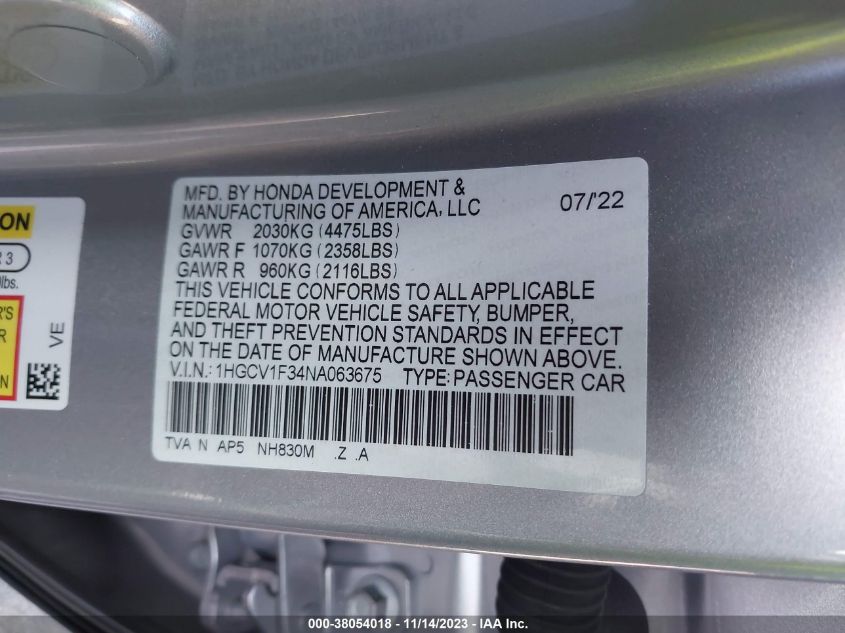 MFD. BY HONDA DEVELOPMENT &
MANUFACTURING OF AMERICA, LLC 07/'22
GVWR 2030KG (4475LBS)
GAWR F 1070KG (2358LBS)
GAWR R 960KG (2116LBS)
THIS VEHICLE CONFORMS TO ALL APPLICABLE
FEDERAL MOTOR VEHICLE SAFETY, BUMPER,
AND THEFT PREVENTION STANDARDS IN EFFECT
ON THE DATE OF MANUFACTURE SHOWN ABOVE.
V.I.N.: 1HGCV1F34NA063675 TYPE: PASSENGER CAR
TVA N AP5 NH830M .Z .A
ON
R 3
lbs.
R'S
R
N
VE
000-38054018 - 11/14/2023 - ©IAA Inc.